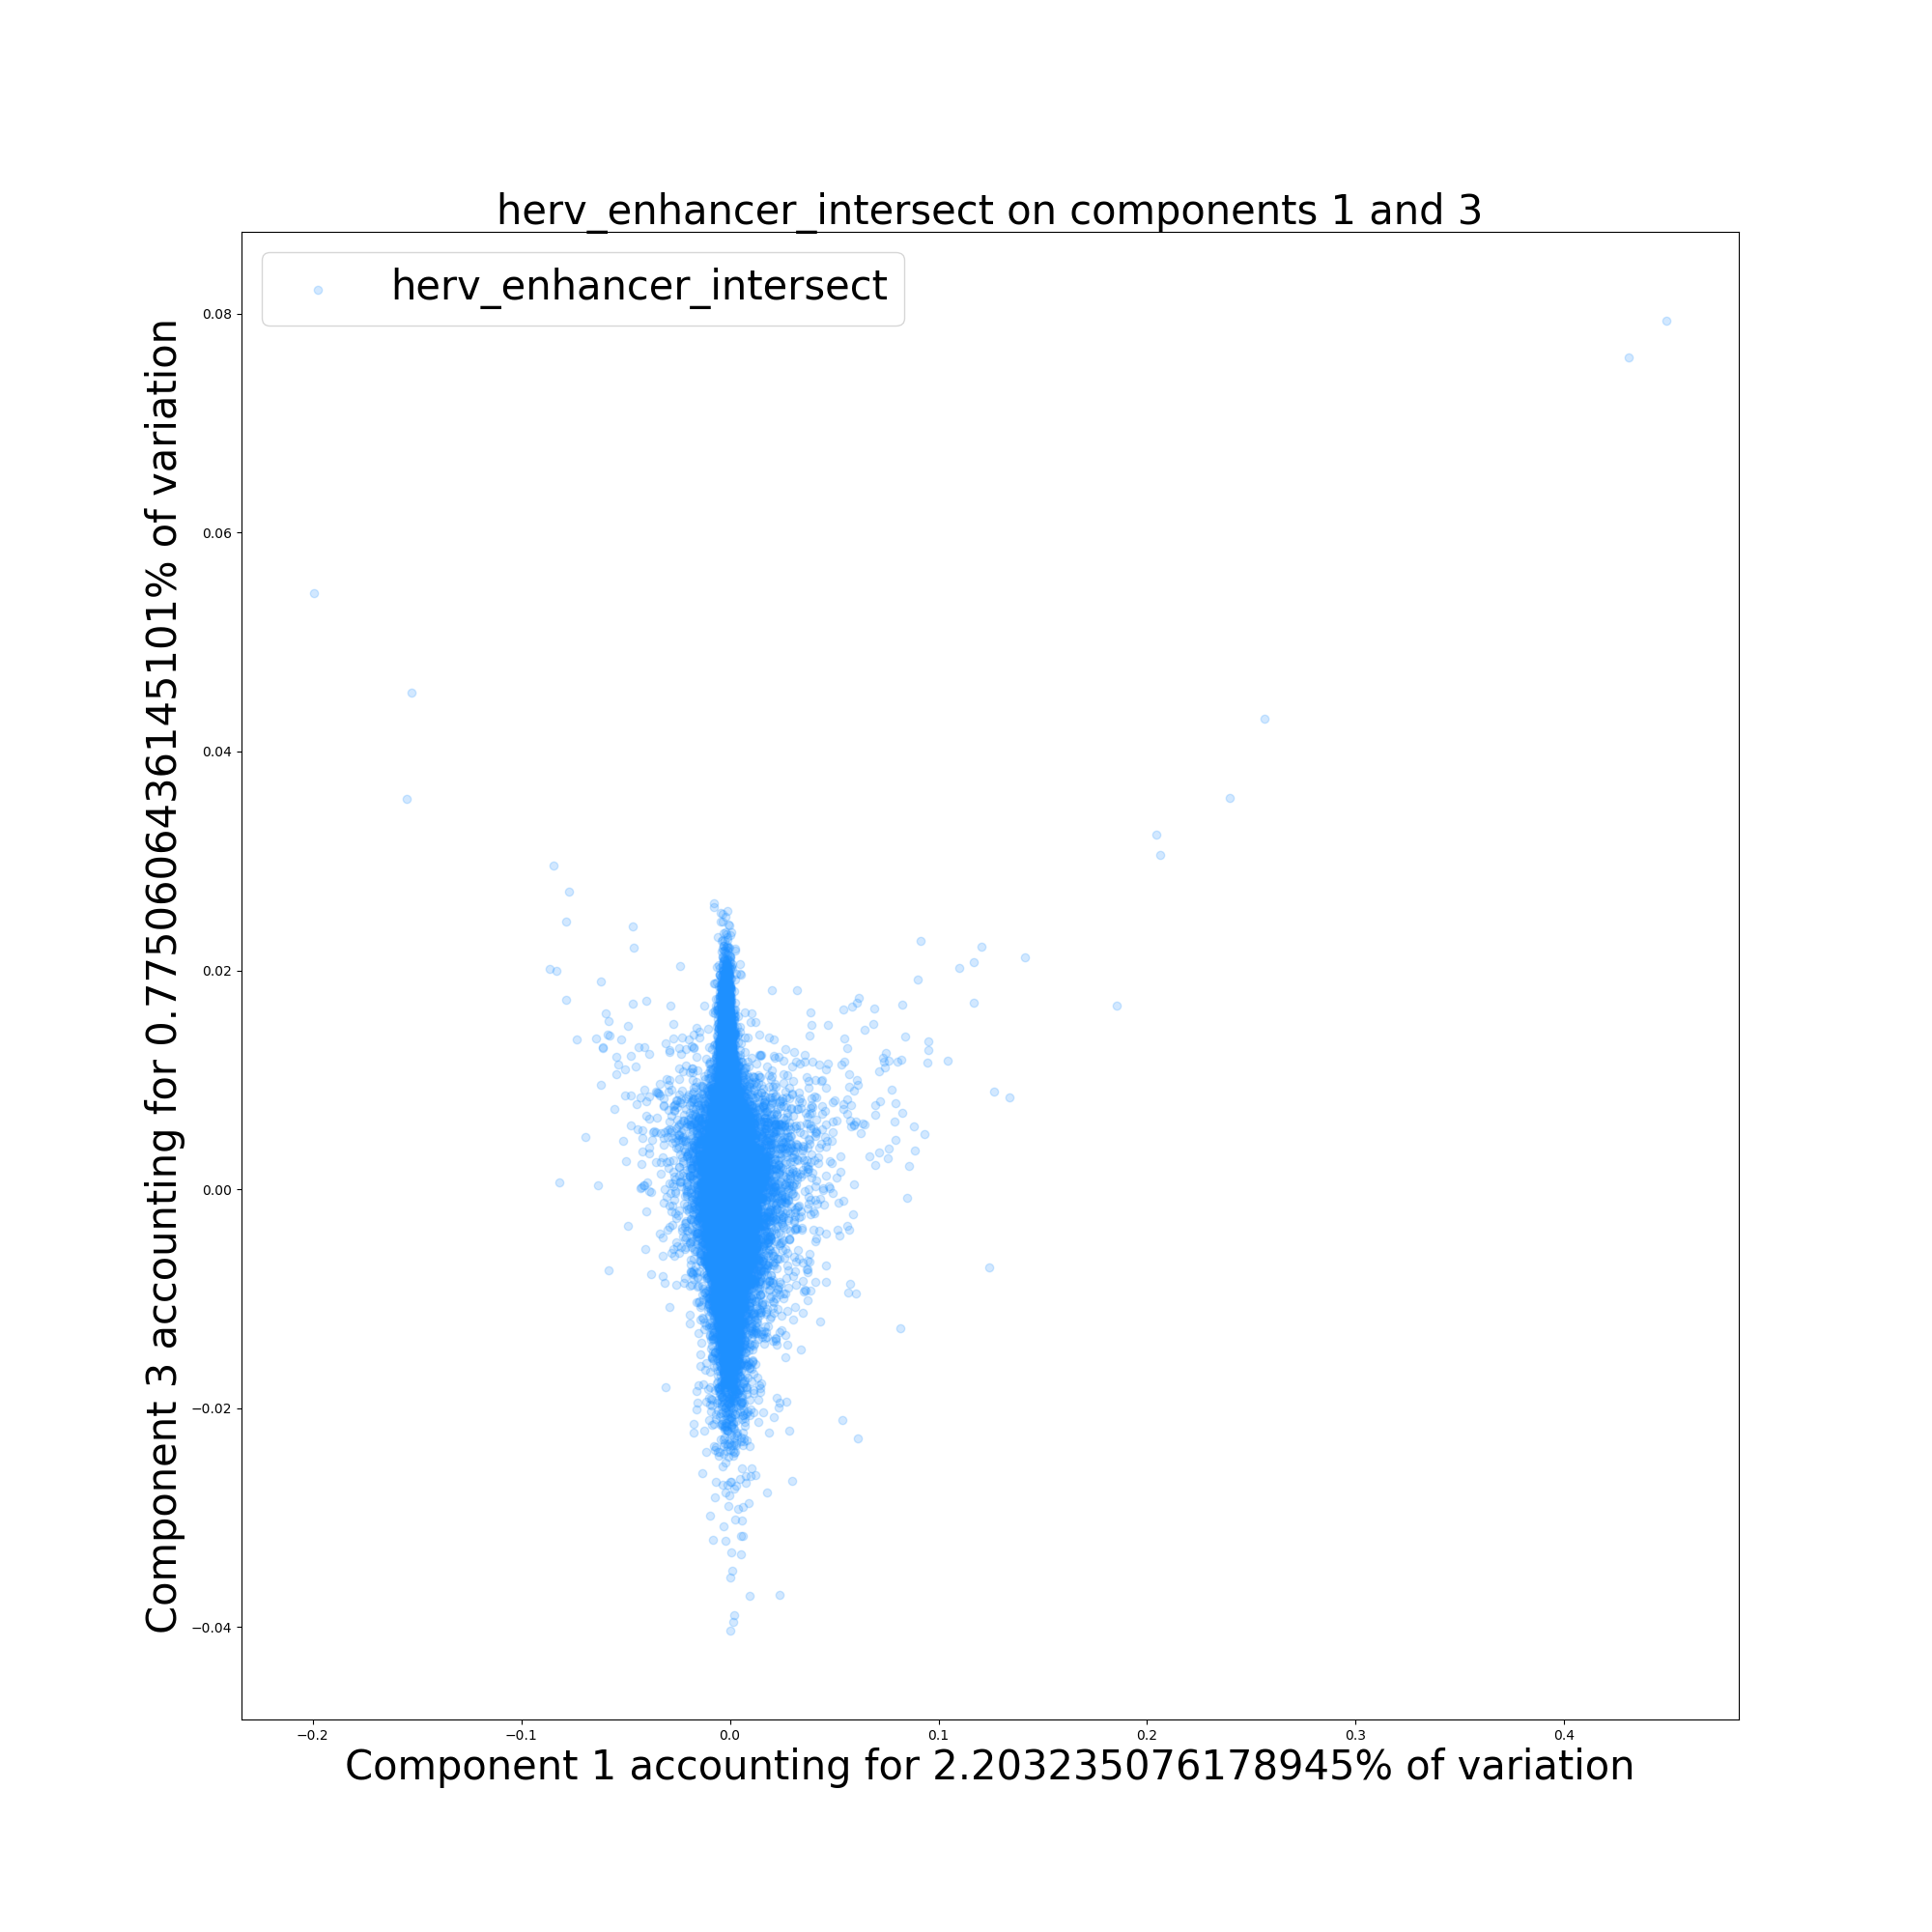 herv_enhancer_intersect on components 1 and 3
herv_enhancer_intersect
Component 3 accounting for 0.7750606436145101% of variation
0.08
0.06
0.04
0.02
0.00
−0.02
−0.04
−0.2 −0.1 0.0 0.1 0.2 0.3 0.4
Component 1 accounting for 2.203235076178945% of variation